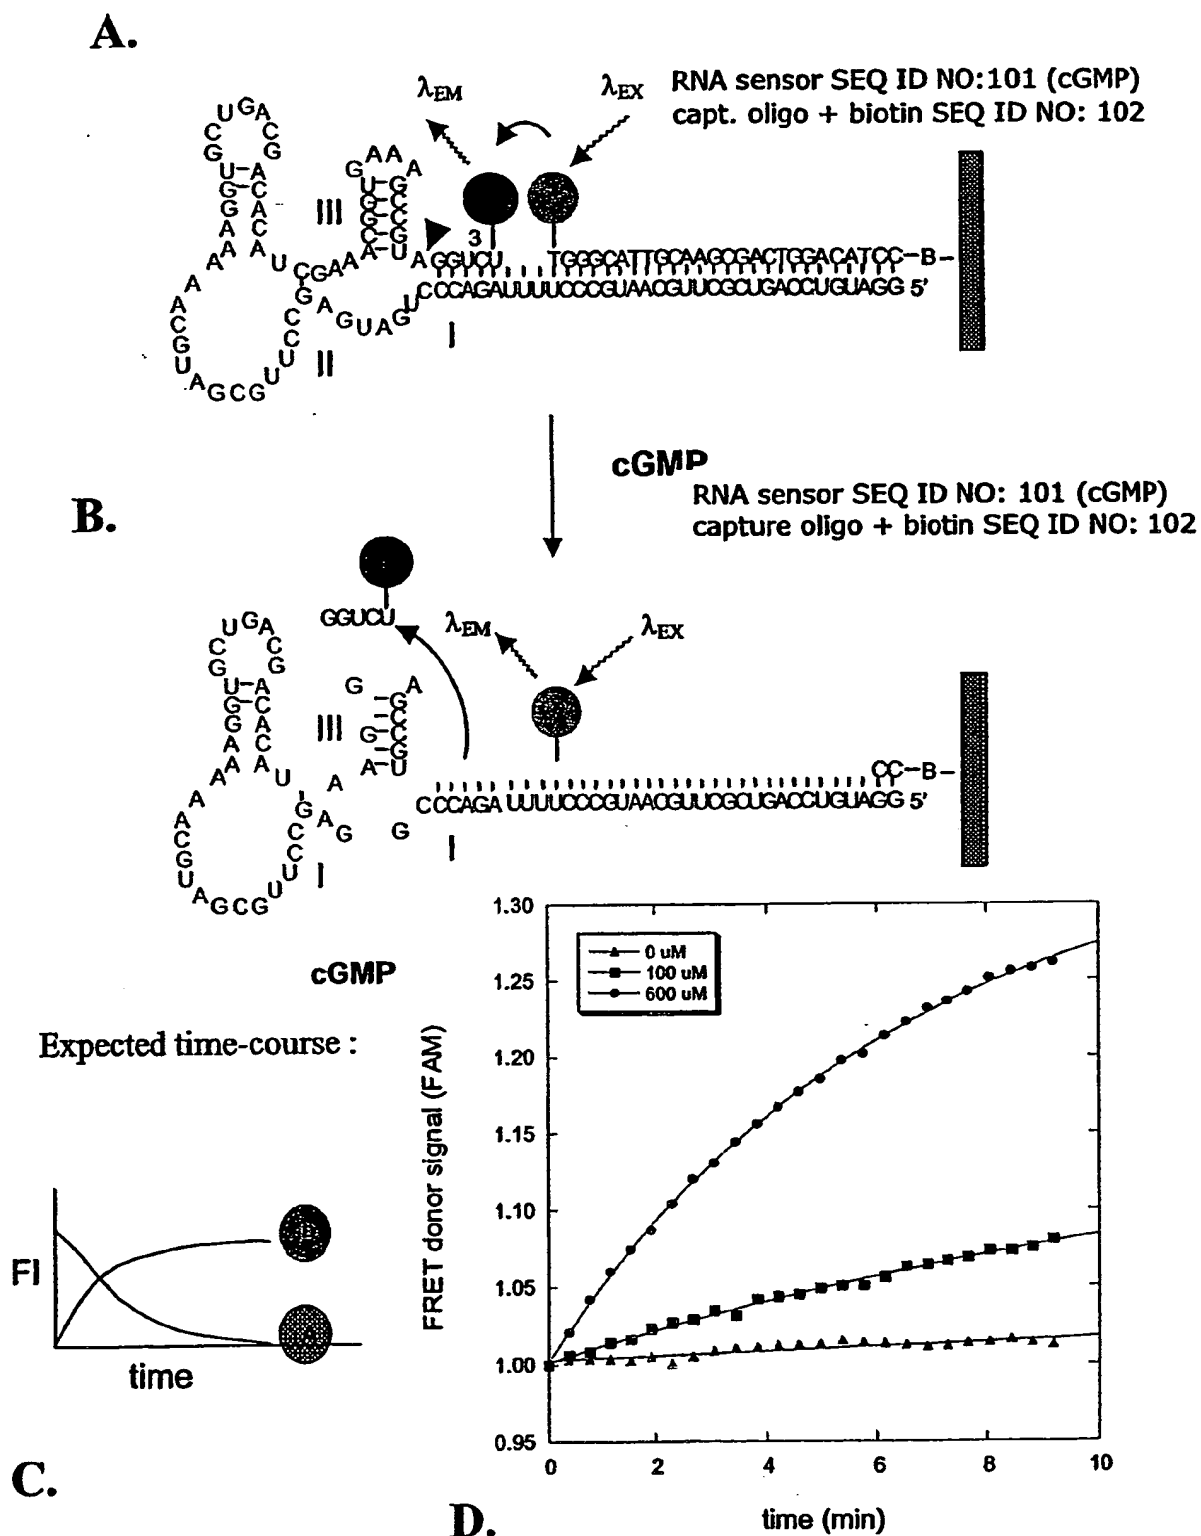 A.
λEM
λEX
RNA sensor SEQ ID NO:101 (cGMP)
capt. oligo + biotin SEQ ID NO: 102
III
3
AGGUCU
TGGGCATTGCAAGCGACTGGACATCC-B-
CCCAGAUUUUCCCGUAACGUUCGCUGACCUGUAGG 5'
I
II
cGMP
RNA sensor SEQ ID NO: 101 (cGMP)
capture oligo + biotin SEQ ID NO: 102
B.
GGUCU
λEM
λEX
III
CC-B-
CCCAGA UUUUCCCGUAACGUUCGCUGACCUGUAGG 5'
I
I
cGMP
Expected time-course :
FI
time
C.
1.30
1.25
1.20
1.15
1.10
1.05
1.00
0.95
FRET donor signal (FAM)
0 uM
100 uM
600 uM
0 2 4 6 8 10
time (min)
D.